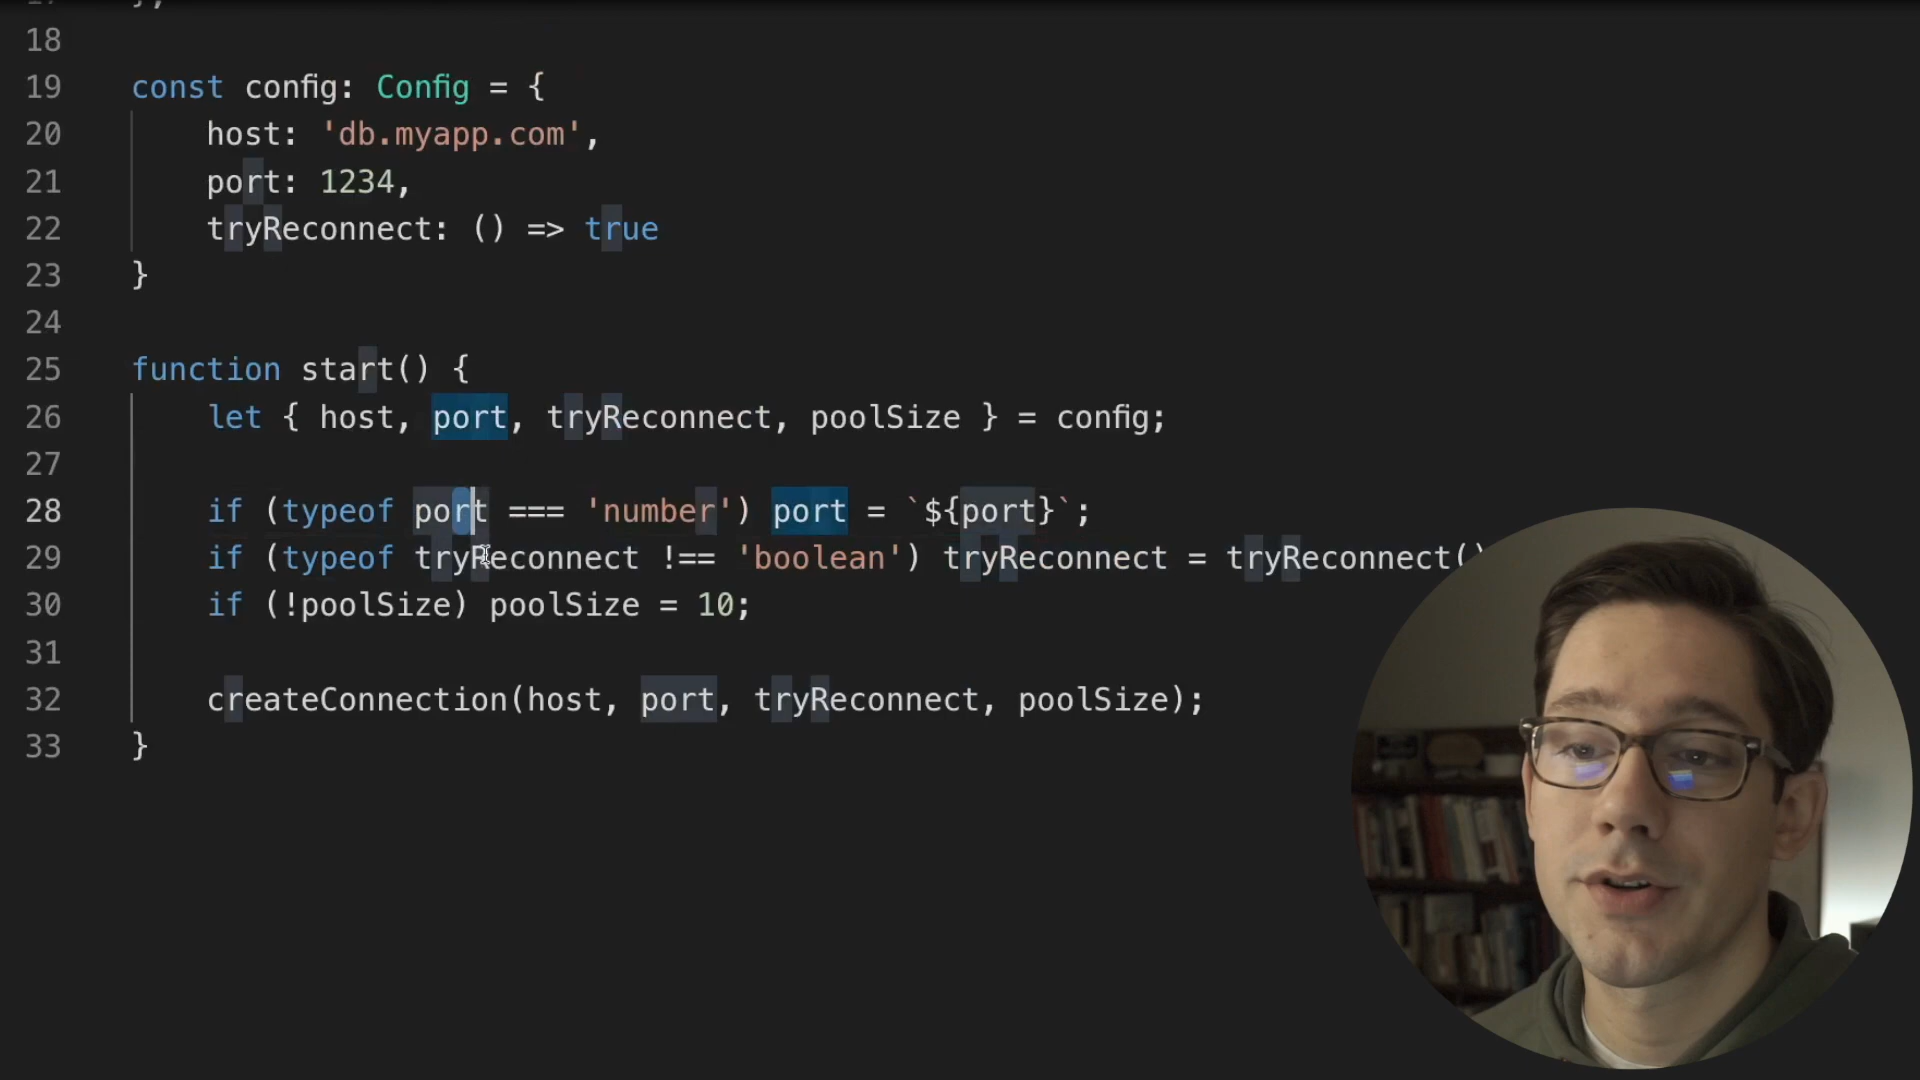 18
19 const config: Config = {
20 host: 'db.myapp.com',
21 port: 1234,
22 tryReconnect: () => true
23 }
24
25 function start() {
26 let { host, port, tryReconnect, poolSize } = config;
27
28 if (typeof port === 'number') port = `${port}`;
29 if (typeof tryReconnect !== 'boolean') tryReconnect = tryReconnect()
30 if (!poolSize) poolSize = 10;
31
32 createConnection(host, port, tryReconnect, poolSize);
33 }